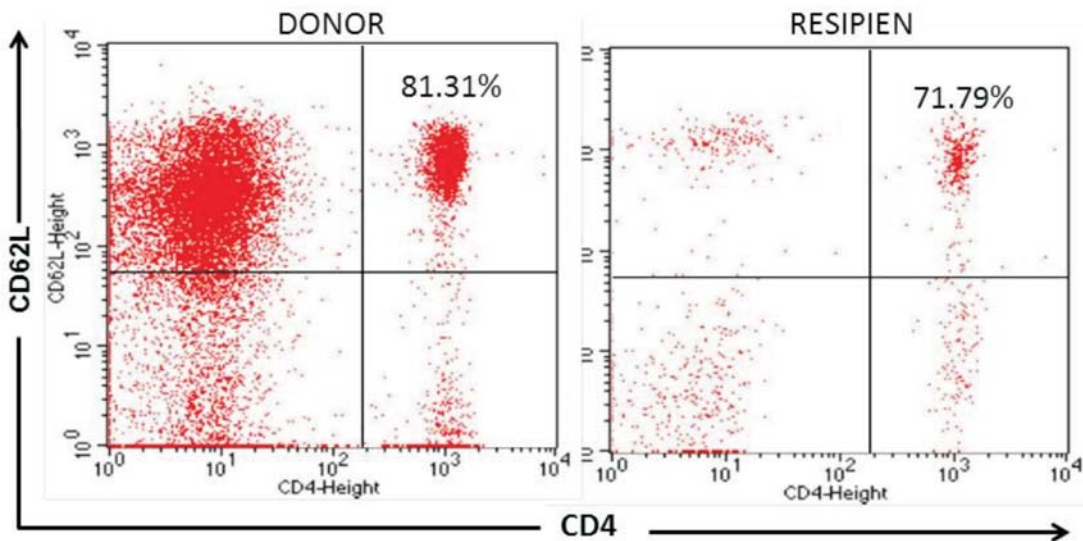 DONOR
RESIPIEN
81.31%
71.79%
CD62L
CD62L-Height
10^4
10^3
10^2
10^1
10^0
10^0 10^1 10^2 10^3 10^4
CD4-Height
10^0 10^1 10^2 10^3 10^4
CD4-Height
CD4